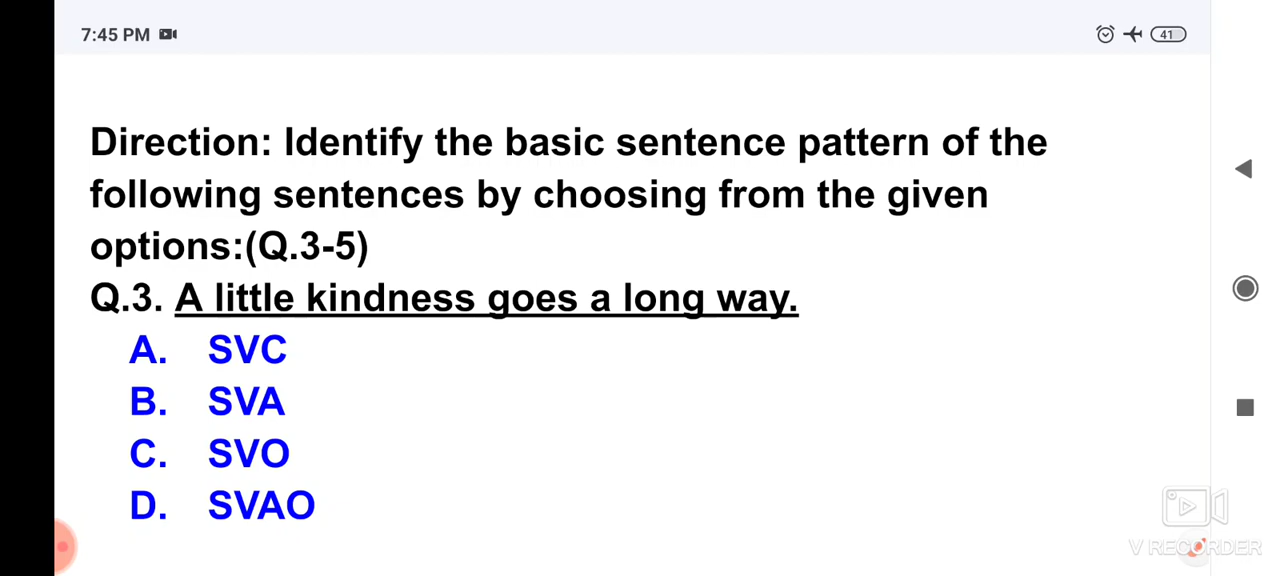 7:45 PM
41
Direction: Identify the basic sentence pattern of the
following sentences by choosing from the given
options:(Q.3-5)
Q.3. A little kindness goes a long way.
A. SVC
B. SVA
C. SVO
D. SVAO
V RECORDER